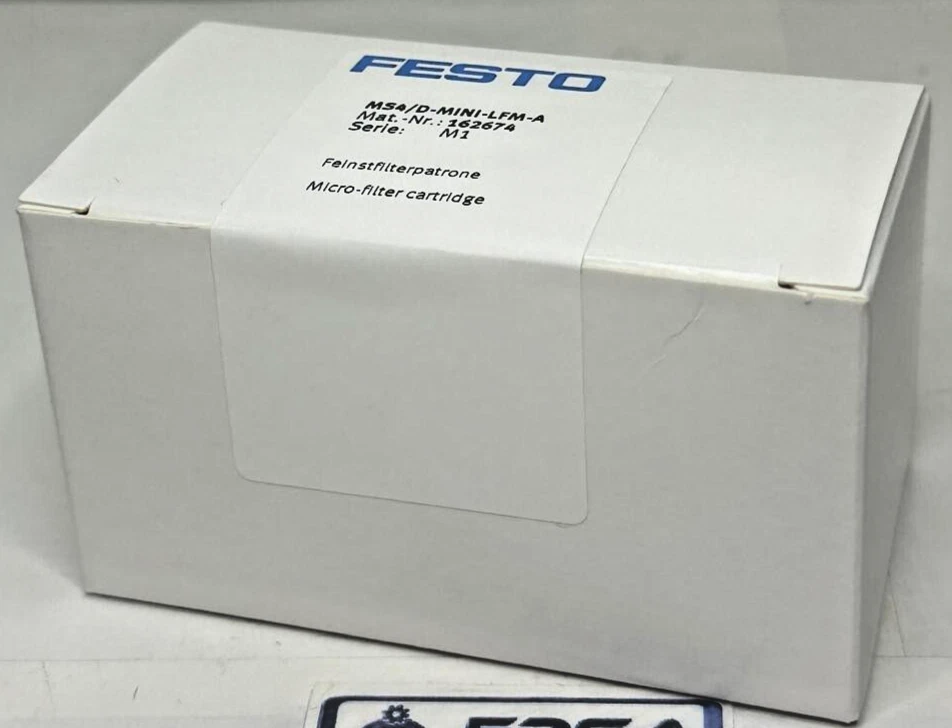 FESTO
MS4/D-MINI-LFM-A
Mat.-Nr.: 162674
Serie: M1
Feinstfilterpatrone
Micro-filter cartridge